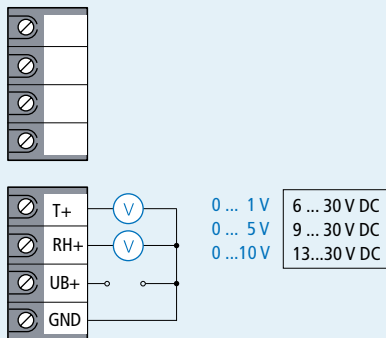 T+
V
0 ... 1 V
6 ... 30 V DC
RH+
V
0 ... 5 V
9 ... 30 V DC
UB+
0 ...10 V
13...30 V DC
GND